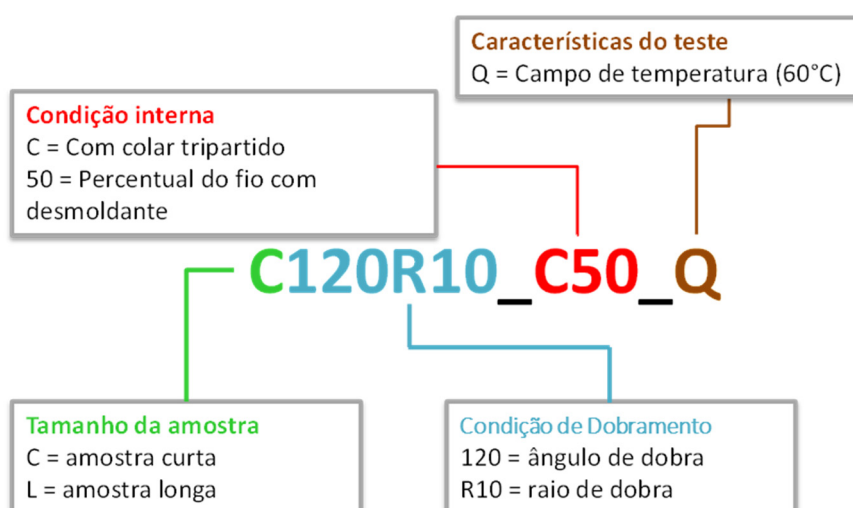 Características do teste
Q = Campo de temperatura (60°C)
Condição interna
C = Com colar tripartido
50 = Percentual do fio com
desmoldante
C120R10_C50_Q
Tamanho da amostra
C = amostra curta
L = amostra longa
Condição de Dobramento
120 = ângulo de dobra
R10 = raio de dobra